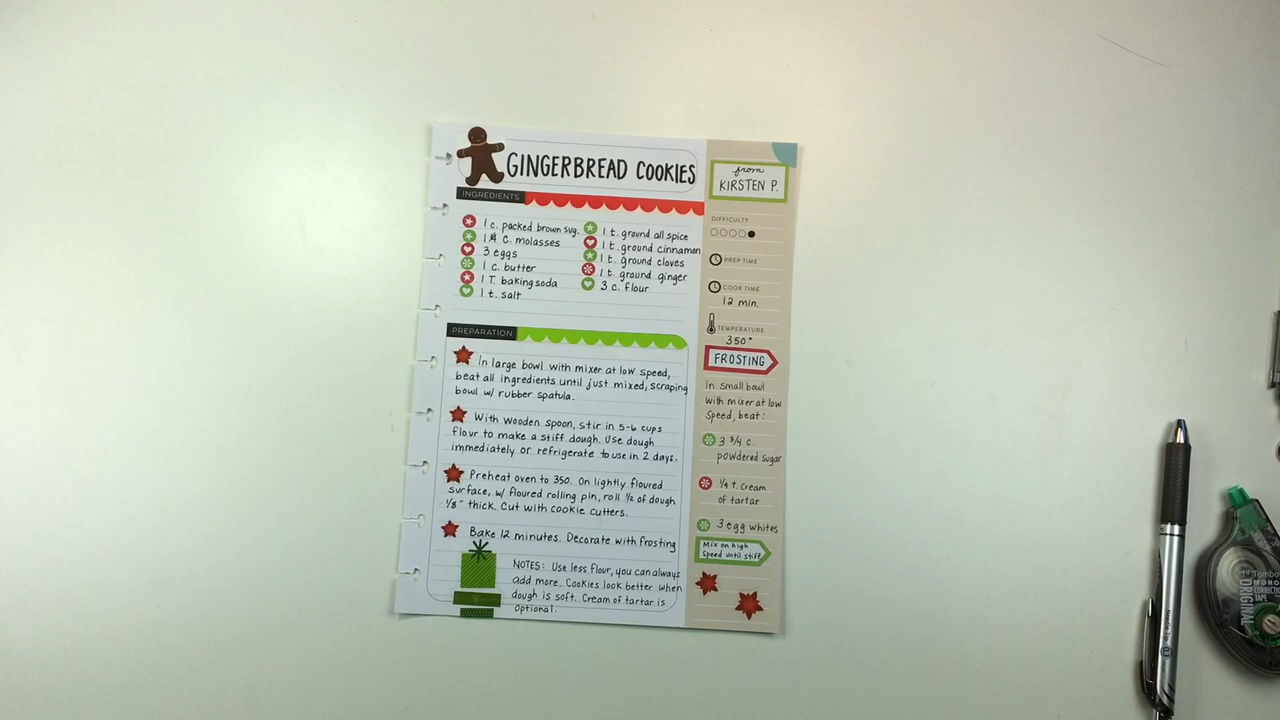 GINGERBREAD COOKIES
INGREDIENTS
1 c. packed brown sug.
C. molasses
3 eggs
1 c. butter
1 T. baking soda
1 t. salt
1 t. ground all spice
1 t. ground cinnamon
1 t. ground cloves
1 t. ground ginger
3 c. flour
PREPARATION
In large bowl with mixer at low speed,
beat all ingredients until just mixed, scraping
bowl w/ rubber spatula.
With wooden spoon, stir in 5-6 cups
flour to make a stiff dough. Use dough
immediately or refrigerate to use in 2 days.
Preheat oven to 350. On lightly floured
surface, w/ floured rolling pin, roll 1/2 of dough
1/8" thick. Cut with cookie cutters.
Bake 12 minutes. Decorate with frosting
NOTES: Use less flour, you can always
add more. Cookies look better when
dough is soft. Cream of tartar is
optional.
from
KIRSTEN P.
DIFFICULTY
PREP TIME
COOK TIME
12 min.
TEMPERATURE
350°
FROSTING
In small bowl
with mixer at low
speed, beat:
3 3/4 c.
powdered sugar
1/4 t. cream
of tartar
3 egg whites
Mix on high
speed until stiff
Tombow
MONO
ORIGINAL
CORRECTION
TAPE